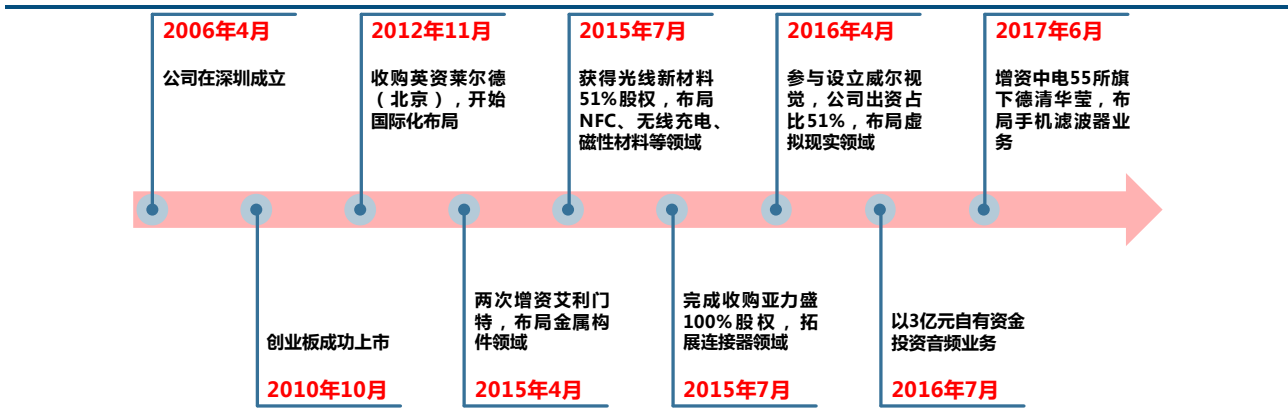 2006年4月
公司在深圳成立
2012年11月
收购英资莱尔德
（北京），开始
国际化布局
2015年7月
获得光线新材料
51%股权，布局
NFC、无线充电、
磁性材料等领域
2016年4月
参与设立威尔视
觉，公司出资占
比51%，布局虚
拟现实领域
2017年6月
增资中电55所旗
下德清华莹，布
局手机滤波器业
务
创业板成功上市
2010年10月
两次增资艾利门
特，布局金属构
件领域
2015年4月
完成收购亚力盛
100%股权，拓
展连接器领域
2015年7月
以3亿元自有资金
投资音频业务
2016年7月